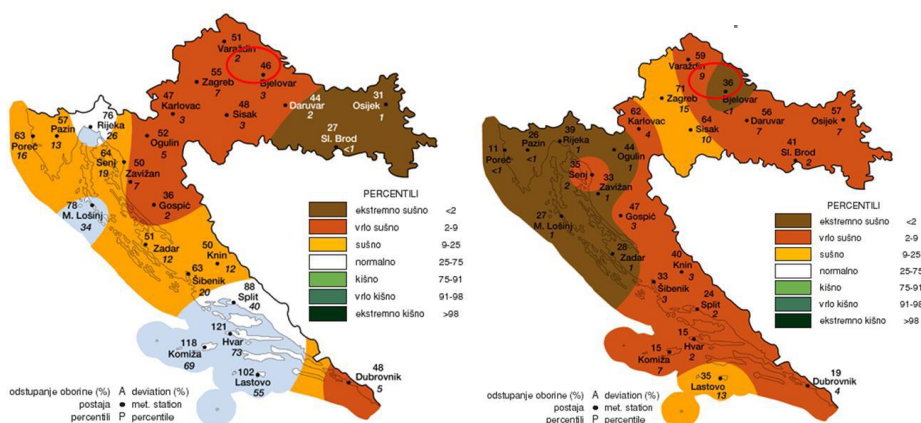 51
Varaždin
2
46
Bjelovar
3
55
Zagreb
7
47
Karlovac
3
48
Sisak
3
44
Daruvar
2
31
Osijek
1
27
Sl. Brod
<1
76
Rijeka
26
57
Pazin
13
63
Poreč
16
52
Ogulin
5
64
Senj
19
50
Zavižan
7
36
Gospić
2
78
M. Lošinj
34
51
Zadar
12
50
Knin
12
63
Šibenik
20
88
Split
40
121
Hvar
73
118
Komiža
69
102
Lastovo
55
48
Dubrovnik
5
PERCENTILI
ekstremno sušno <2
vrlo sušno 2-9
sušno 9-25
normalno 25-75
kišno 75-91
vrlo kišno 91-98
ekstremno kišno >98
odstupanje oborine (%) A deviation (%)
postaja ● met. station
percentili P percentile
59
Varaždin
9
36
Bjelovar
<1
71
Zagreb
15
62
Karlovac
4
64
Sisak
10
56
Daruvar
7
57
Osijek
7
41
Sl. Brod
2
39
Rijeka
1
26
Pazin
<1
11
Poreč
<1
44
Ogulin
1
35
Senj
2
33
Zavižan
1
47
Gospić
3
27
M. Lošinj
1
28
Zadar
1
40
Knin
3
33
Šibenik
3
24
Split
2
15
Hvar
2
15
Komiža
7
35
Lastovo
13
19
Dubrovnik
4
PERCENTILI
ekstremno sušno <2
vrlo sušno 2-9
sušno 9-25
normalno 25-75
kišno 75-91
vrlo kišno 91-98
ekstremno kišno >98
odstupanje oborine (%) A deviation (%)
postaja ● met. station
percentili P percentile